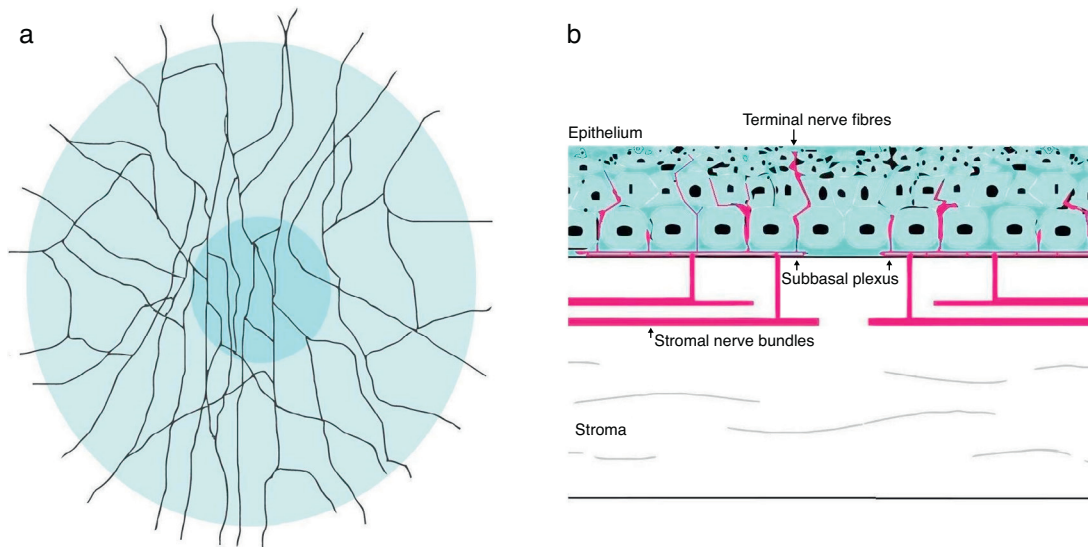 a
b
Terminal nerve fibres
Epithelium
Subbasal plexus
Stromal nerve bundles
Stroma